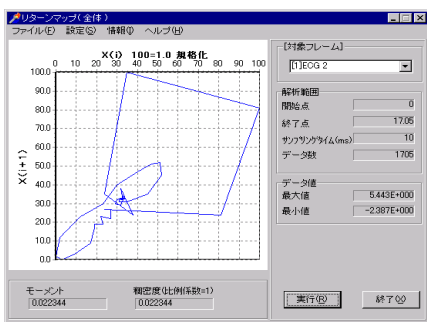 リターンマップ(全体)
ファイル(F) 設定(S) 情報(I) ヘルプ(H)
X(i) 100=1.0 規格化
0 10 20 30 40 50 60 70 80 90 100
100.0
900.0
80.0
70.0
60.0
50.0
40.0
30.0
20.0
10.0
0.0
X(i+1)
[対象フレーム]
[1]ECG 2
解析範囲
開始点 0
終了点 17.05
サンプリングタイム(ms) 10
データ数 1705
データ値
最大値 5.443E+000
最小値 -2.387E+000
モーメント
0.022344
稠密度(比例係数=1)
0.022344
実行(R)
終了(X)